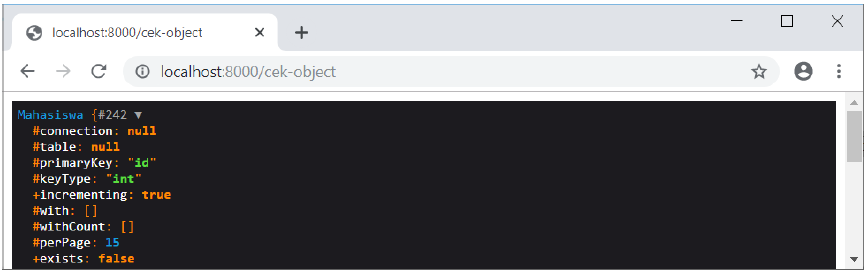 localhost:8000/cek-object
localhost:8000/cek-object
Mahasiswa {#242 ▼
#connection: null
#table: null
#primaryKey: "id"
#keyType: "int"
+incrementing: true
#with: []
#withCount: []
#perPage: 15
+exists: false